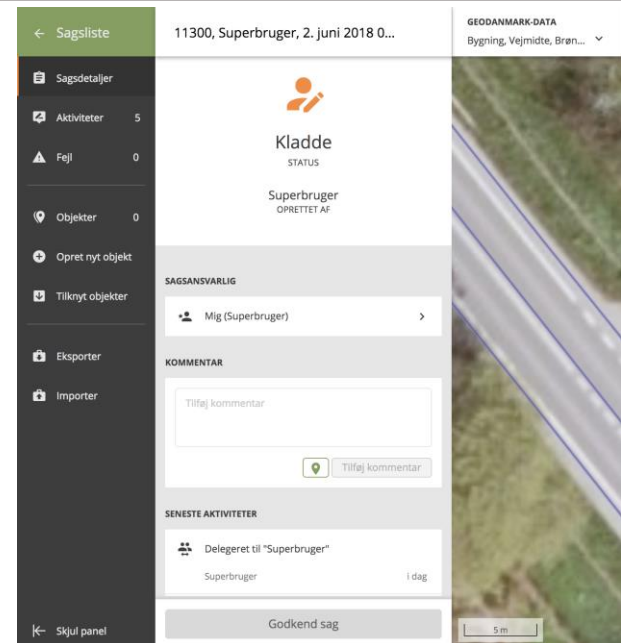 Sagsliste
Sagsdetaljer
Aktiviteter 5
Fejl 0
Objekter 0
Opret nyt objekt
Tilknyt objekter
Eksporter
Importer
Skjul panel
11300, Superbruger, 2. juni 2018 0...
Kladde
STATUS
Superbruger
OPRETTET AF
SAGSANSVARLIG
Mig (Superbruger)
KOMMENTAR
Tilføj kommentar
Tilføj kommentar
SENESTE AKTIVITETER
Delegeret til "Superbruger"
Superbruger i dag
Godkend sag
GEODANMARK-DATA
Bygning, Vejmidte, Brøn...
5 m